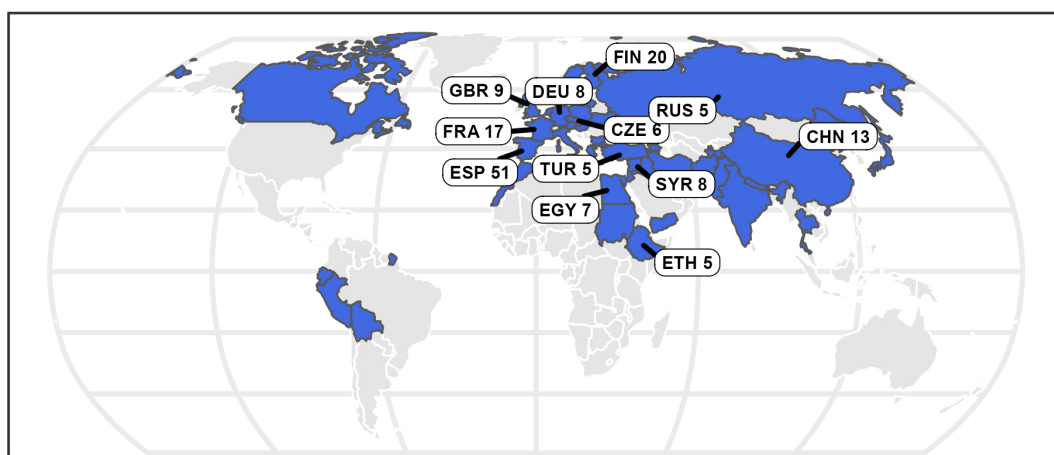 FIN 20
GBR 9
DEU 8
RUS 5
FRA 17
CZE 6
CHN 13
ESP 51
TUR 5
SYR 8
EGY 7
ETH 5